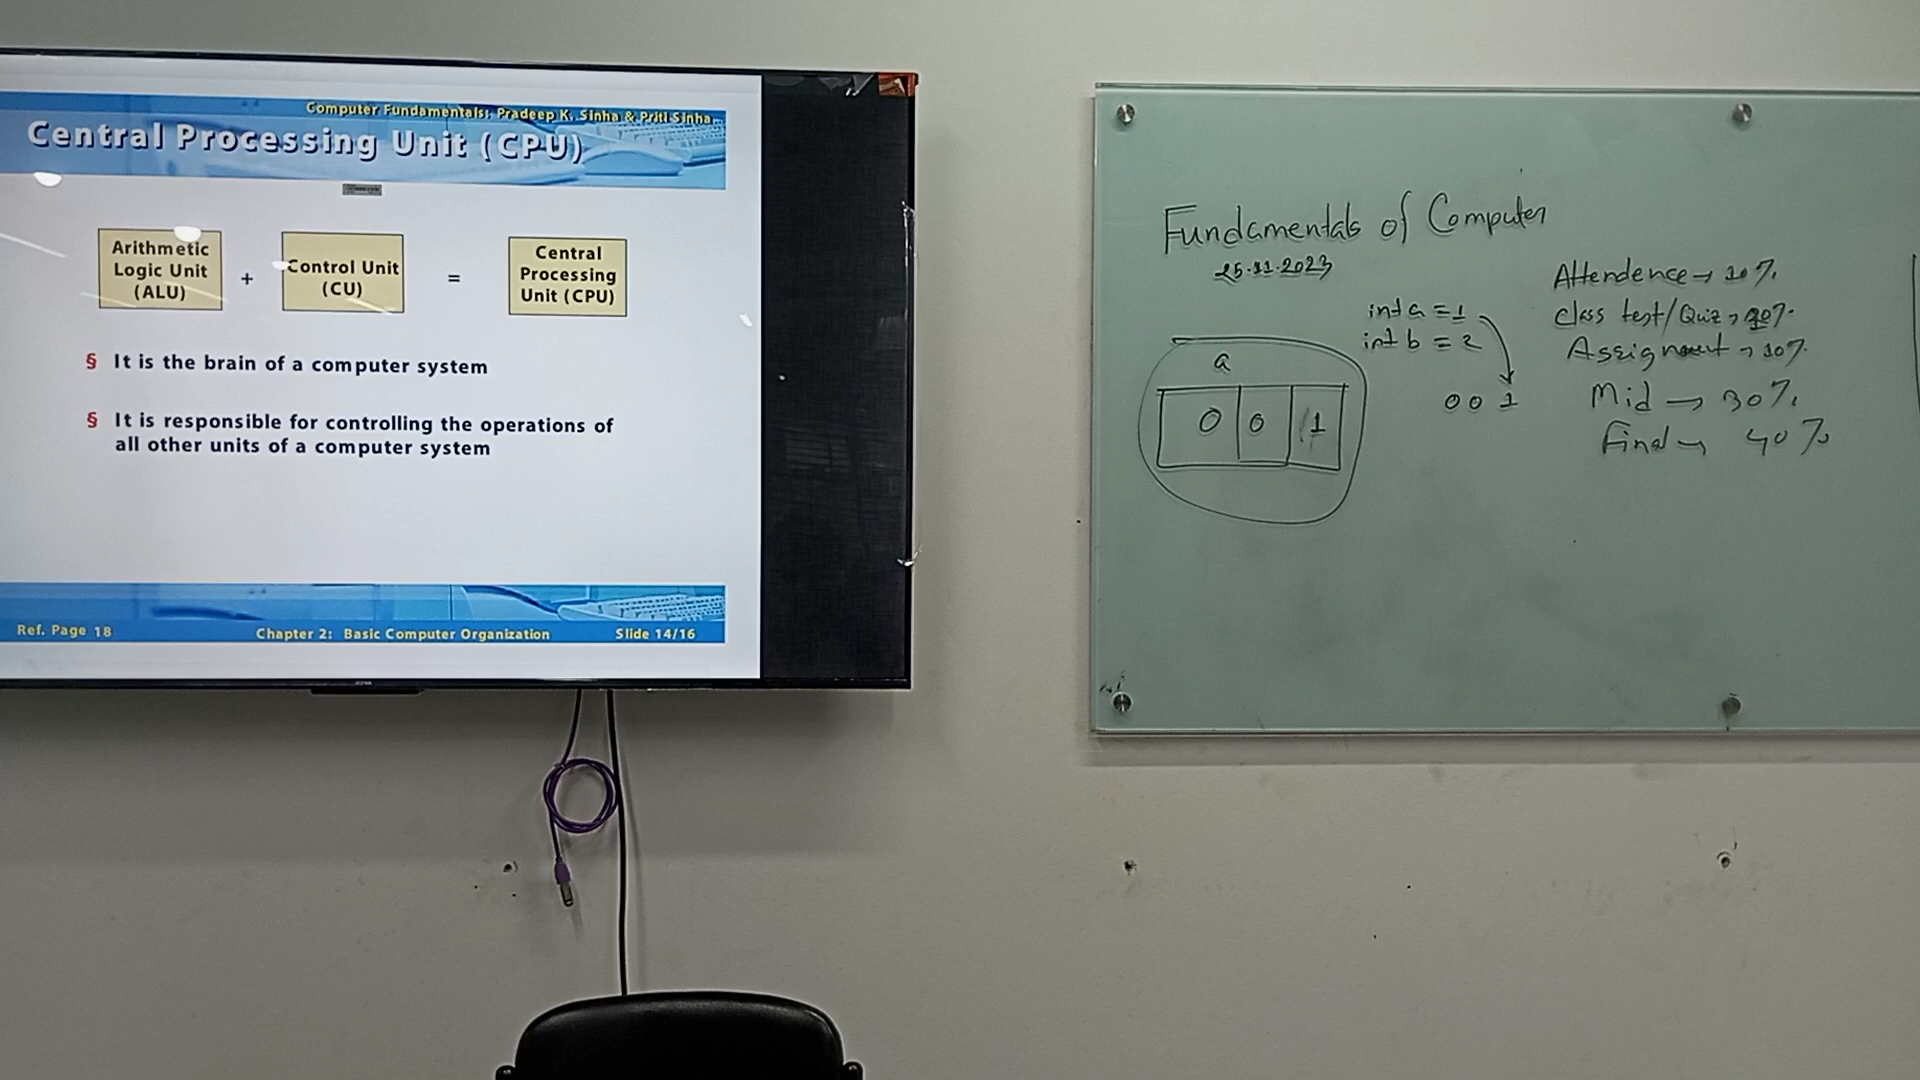 Computer Fundamentals: Pradeep K. Sinha & Priti Sinha
Central Processing Unit (CPU)
Arithmetic
Logic Unit
(ALU)
+
Control Unit
(CU)
=
Central
Processing
Unit (CPU)
§ It is the brain of a computer system
§ It is responsible for controlling the operations of
all other units of a computer system
Ref. Page 18
Chapter 2: Basic Computer Organization
Slide 14/16
Fundamentals of Computer
25.11.2023
int a = 1
int b = 2
0 0 1
a
0 0 1
Attendence → 10%
Class test/Quiz → 10%
Assignment → 10%
Mid → 30%
Final → 40%